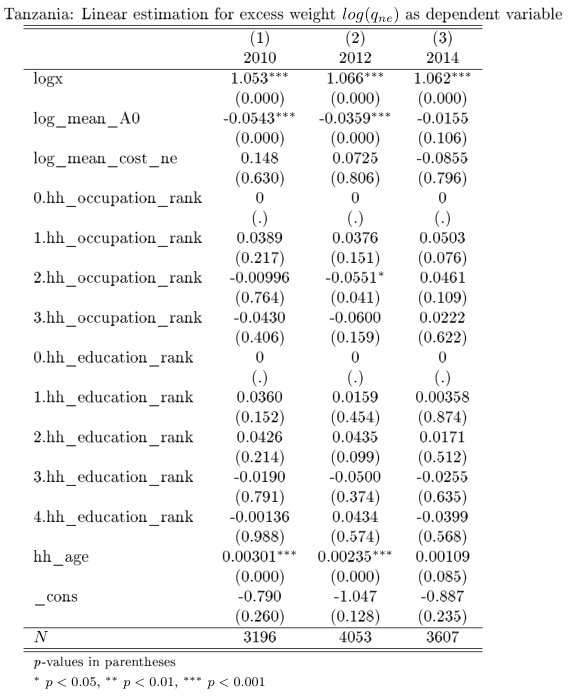 Tanzania: Linear estimation for excess weight log(q_ne) as dependent variable
(1) (2) (3)
2010 2012 2014
logx 1.053*** 1.066*** 1.062***
(0.000) (0.000) (0.000)
log_mean_A0 -0.0543*** -0.0359*** -0.0155
(0.000) (0.000) (0.106)
log_mean_cost_ne 0.148 0.0725 -0.0855
(0.630) (0.806) (0.796)
0.hh_occupation_rank 0 0 0
(.) (.) (.)
1.hh_occupation_rank 0.0389 0.0376 0.0503
(0.217) (0.151) (0.076)
2.hh_occupation_rank -0.00996 -0.0551* 0.0461
(0.764) (0.041) (0.109)
3.hh_occupation_rank -0.0430 -0.0600 0.0222
(0.406) (0.159) (0.622)
0.hh_education_rank 0 0 0
(.) (.) (.)
1.hh_education_rank 0.0360 0.0159 0.00358
(0.152) (0.454) (0.874)
2.hh_education_rank 0.0426 0.0435 0.0171
(0.214) (0.099) (0.512)
3.hh_education_rank -0.0190 -0.0500 -0.0255
(0.791) (0.374) (0.635)
4.hh_education_rank -0.00136 0.0434 -0.0399
(0.988) (0.574) (0.568)
hh_age 0.00301*** 0.00235*** 0.00109
(0.000) (0.000) (0.085)
_cons -0.790 -1.047 -0.887
(0.260) (0.128) (0.235)
N 3196 4053 3607
p-values in parentheses
* p < 0.05, ** p < 0.01, *** p < 0.001